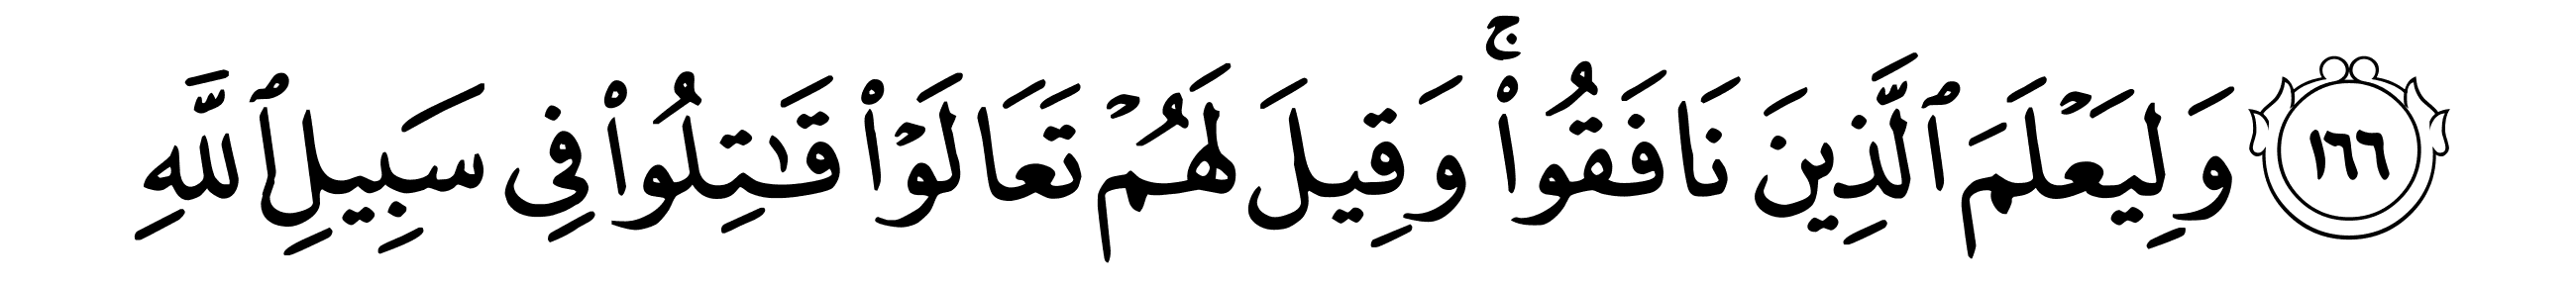 ١٦٦ وَلِيَعۡلَمَ ٱلَّذِينَ نَافَقُواْۚ وَقِيلَ لَهُمۡ تَعَالَوۡاْ قَٰتِلُواْ فِي سَبِيلِ ٱللَّهِ